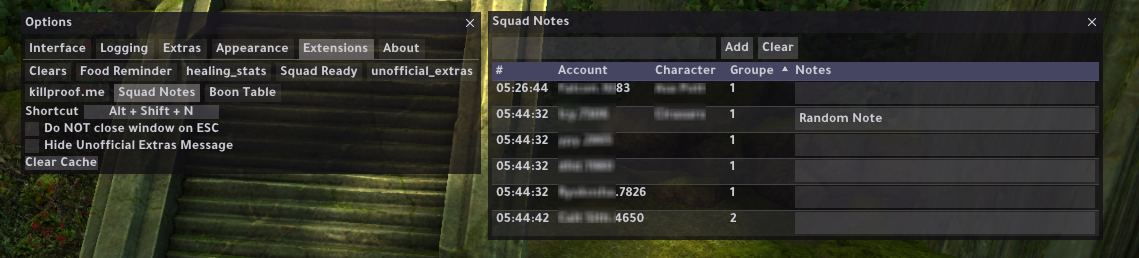 Options
Interface Logging Extras Appearance Extensions About
Clears Food Reminder healing_stats Squad Ready unofficial_extras
killproof.me Squad Notes Boon Table
Shortcut Alt + Shift + N
Do NOT close window on ESC
Hide Unofficial Extras Message
Clear Cache
Squad Notes
Add Clear
# Account Character Groupe Notes
05:26:44 83 1
05:44:32 1 Random Note
05:44:32 1
05:44:32 1
05:44:32 .7826 1
05:44:42 4650 2